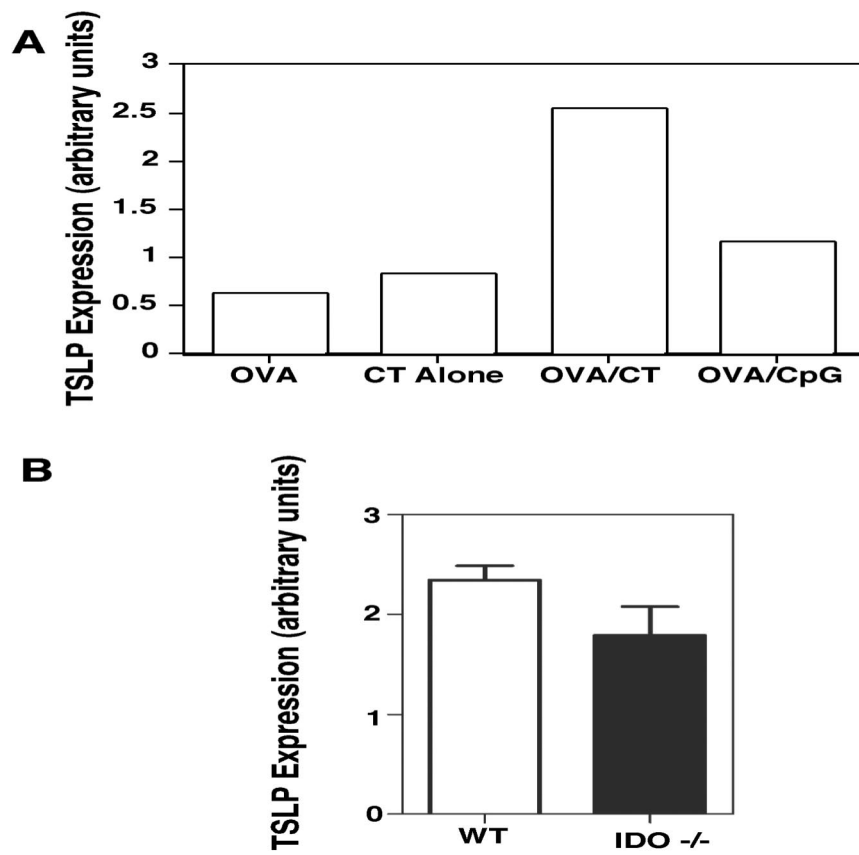 A
TSLP Expression (arbitrary units)
3
2.5
2
1.5
1
0.5
0
OVA CT Alone OVA/CT OVA/CpG
B
TSLP Expression (arbitrary units)
3
2
1
0
WT IDO -/-